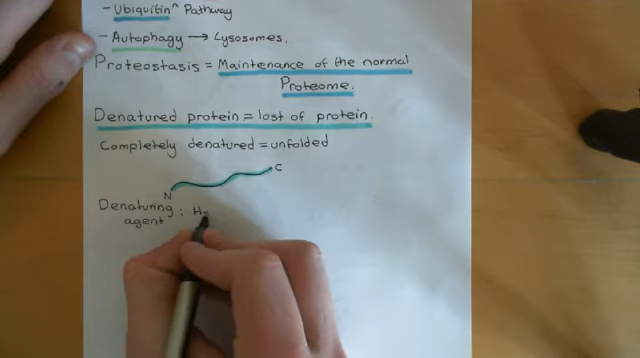 - Ubiquitin^ Pathway
- Autophagy → Lysosomes.
Proteostasis = Maintenance of the normal
Proteome.
Denatured protein = lost of protein.
Completely denatured = unfolded
C
N
Denaturing : H
agent